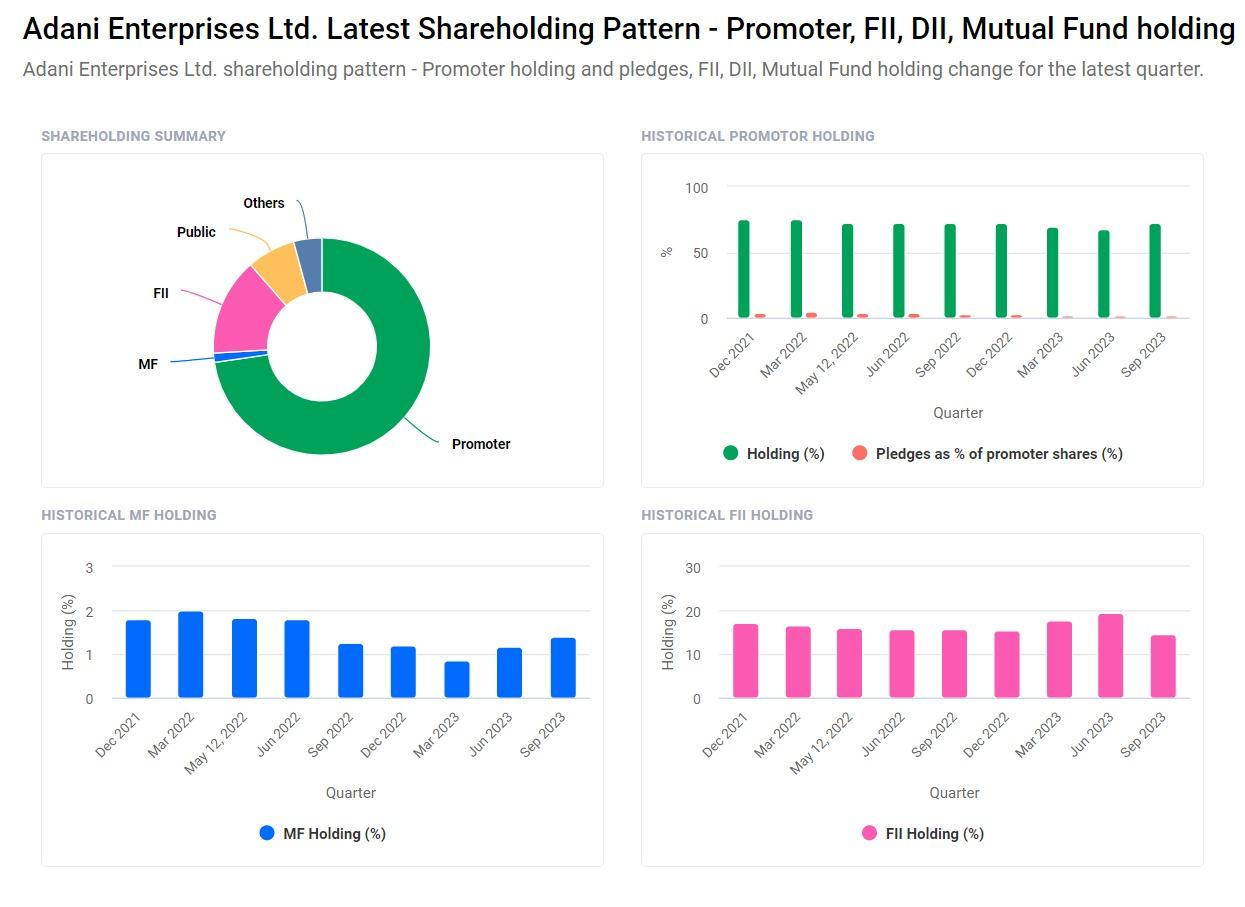 Adani Enterprises Ltd. Latest Shareholding Pattern - Promoter, FII, DII, Mutual Fund holding
Adani Enterprises Ltd. shareholding pattern - Promoter holding and pledges, FII, DII, Mutual Fund holding change for the latest quarter.
SHAREHOLDING SUMMARY
Others
Public
FII
MF
Promoter
HISTORICAL PROMOTOR HOLDING
100
50
0
%
Dec 2021
Mar 2022
May 12, 2022
Jun 2022
Sep 2022
Dec 2022
Mar 2023
Jun 2023
Sep 2023
Quarter
Holding (%)
Pledges as % of promoter shares (%)
HISTORICAL MF HOLDING
3
2
1
0
Holding (%)
Dec 2021
Mar 2022
May 12, 2022
Jun 2022
Sep 2022
Dec 2022
Mar 2023
Jun 2023
Sep 2023
Quarter
MF Holding (%)
HISTORICAL FII HOLDING
30
20
10
0
Holding (%)
Dec 2021
Mar 2022
May 12, 2022
Jun 2022
Sep 2022
Dec 2022
Mar 2023
Jun 2023
Sep 2023
Quarter
FII Holding (%)